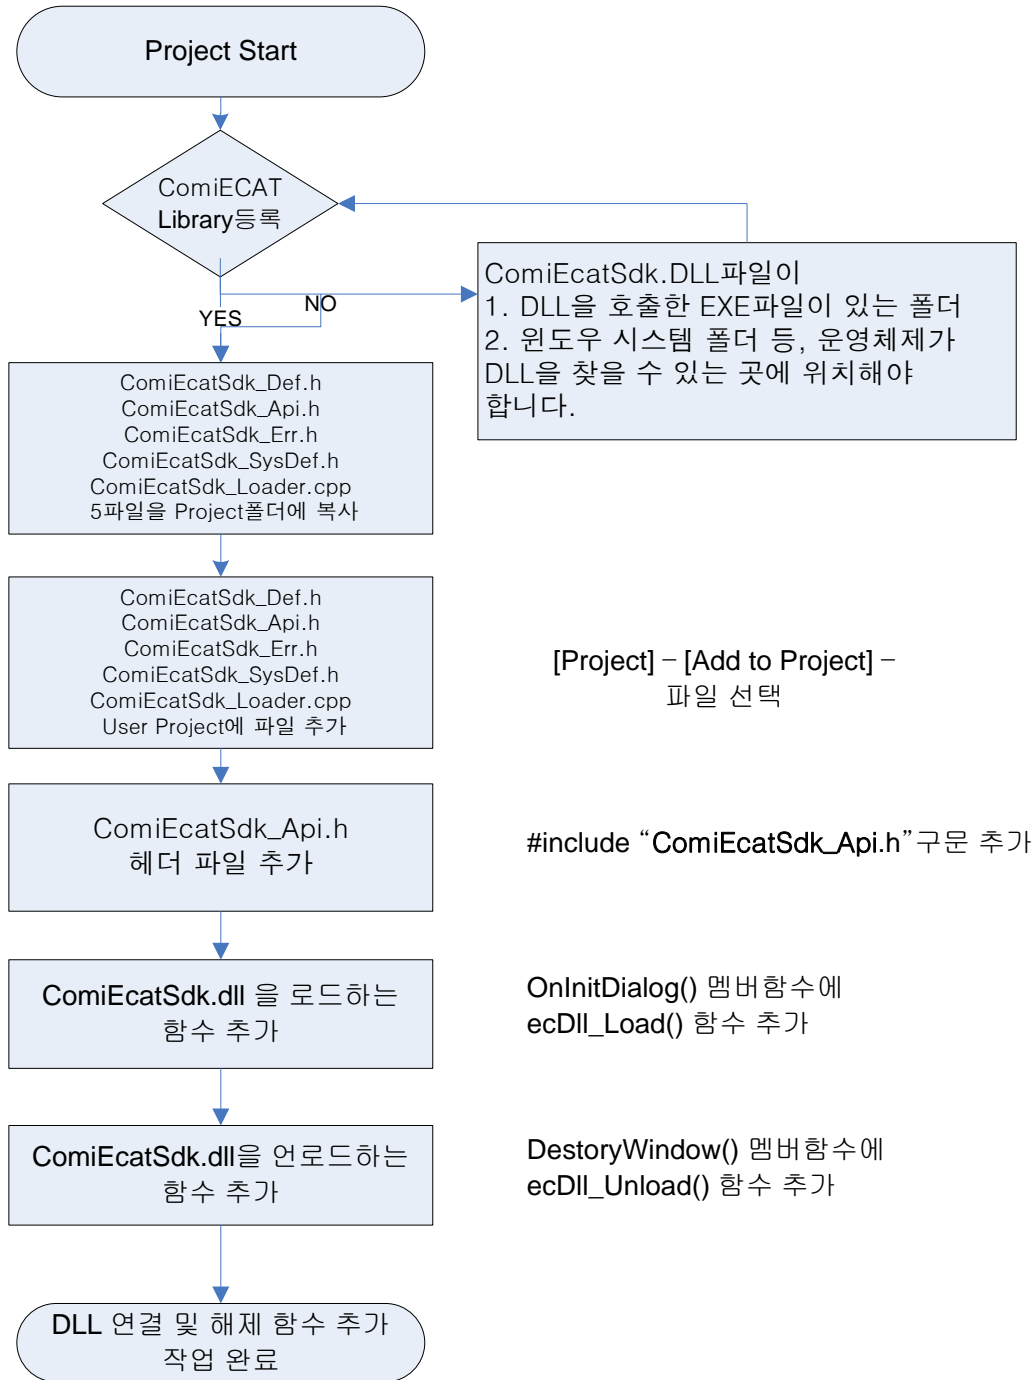 Project Start
ComiECAT
Library등록
NO
YES
ComiEcatSdk.DLL파일이
1. DLL을 호출한 EXE파일이 있는 폴더
2. 윈도우 시스템 폴더 등, 운영체제가
DLL을 찾을 수 있는 곳에 위치해야
합니다.
ComiEcatSdk_Def.h
ComiEcatSdk_Api.h
ComiEcatSdk_Err.h
ComiEcatSdk_SysDef.h
ComiEcatSdk_Loader.cpp
5파일을 Project폴더에 복사
ComiEcatSdk_Def.h
ComiEcatSdk_Api.h
ComiEcatSdk_Err.h
ComiEcatSdk_SysDef.h
ComiEcatSdk_Loader.cpp
User Project에 파일 추가
[Project] – [Add to Project] –
파일 선택
ComiEcatSdk_Api.h
헤더 파일 추가
#include “ComiEcatSdk_Api.h”구문 추가
ComiEcatSdk.dll 을 로드하는
함수 추가
OnInitDialog() 멤버함수에
ecDll_Load() 함수 추가
ComiEcatSdk.dll을 언로드하는
함수 추가
DestoryWindow() 멤버함수에
ecDll_Unload() 함수 추가
DLL 연결 및 해제 함수 추가
작업 완료